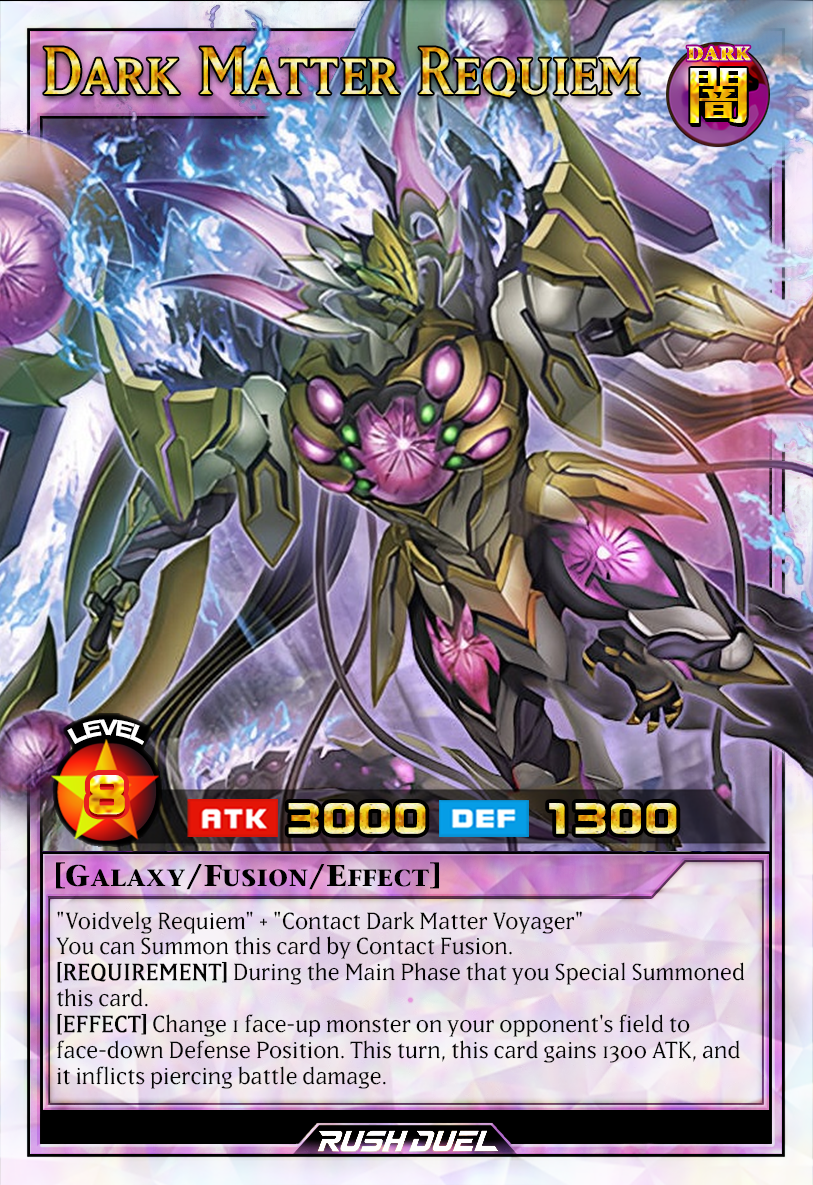 Dark Matter Requiem
DARK
闇
LEVEL
8
ATK 3000 DEF 1300
[Galaxy/Fusion/Effect]
"Voidvelg Requiem" + "Contact Dark Matter Voyager"
You can Summon this card by Contact Fusion.
[REQUIREMENT] During the Main Phase that you Special Summoned
this card.
[EFFECT] Change 1 face-up monster on your opponent's field to
face-down Defense Position. This turn, this card gains 1300 ATK, and
it inflicts piercing battle damage.
RUSH DUEL